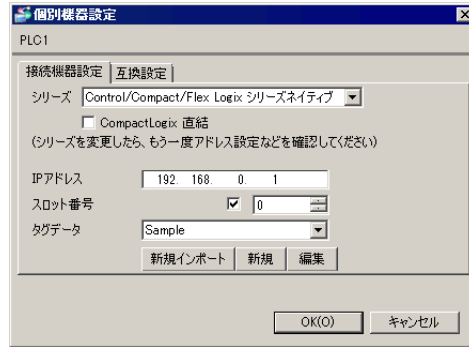 個別機器設定
PLC1
接続機器設定 互換設定
シリーズ Control/Compact/Flex Logix シリーズネイティブ
CompactLogix 直結
(シリーズを変更したら、もう一度アドレス設定などを確認してください)
IPアドレス 192. 168. 0. 1
スロット番号 0
タグデータ Sample
新規インポート 新規 編集
OK(O) キャンセル